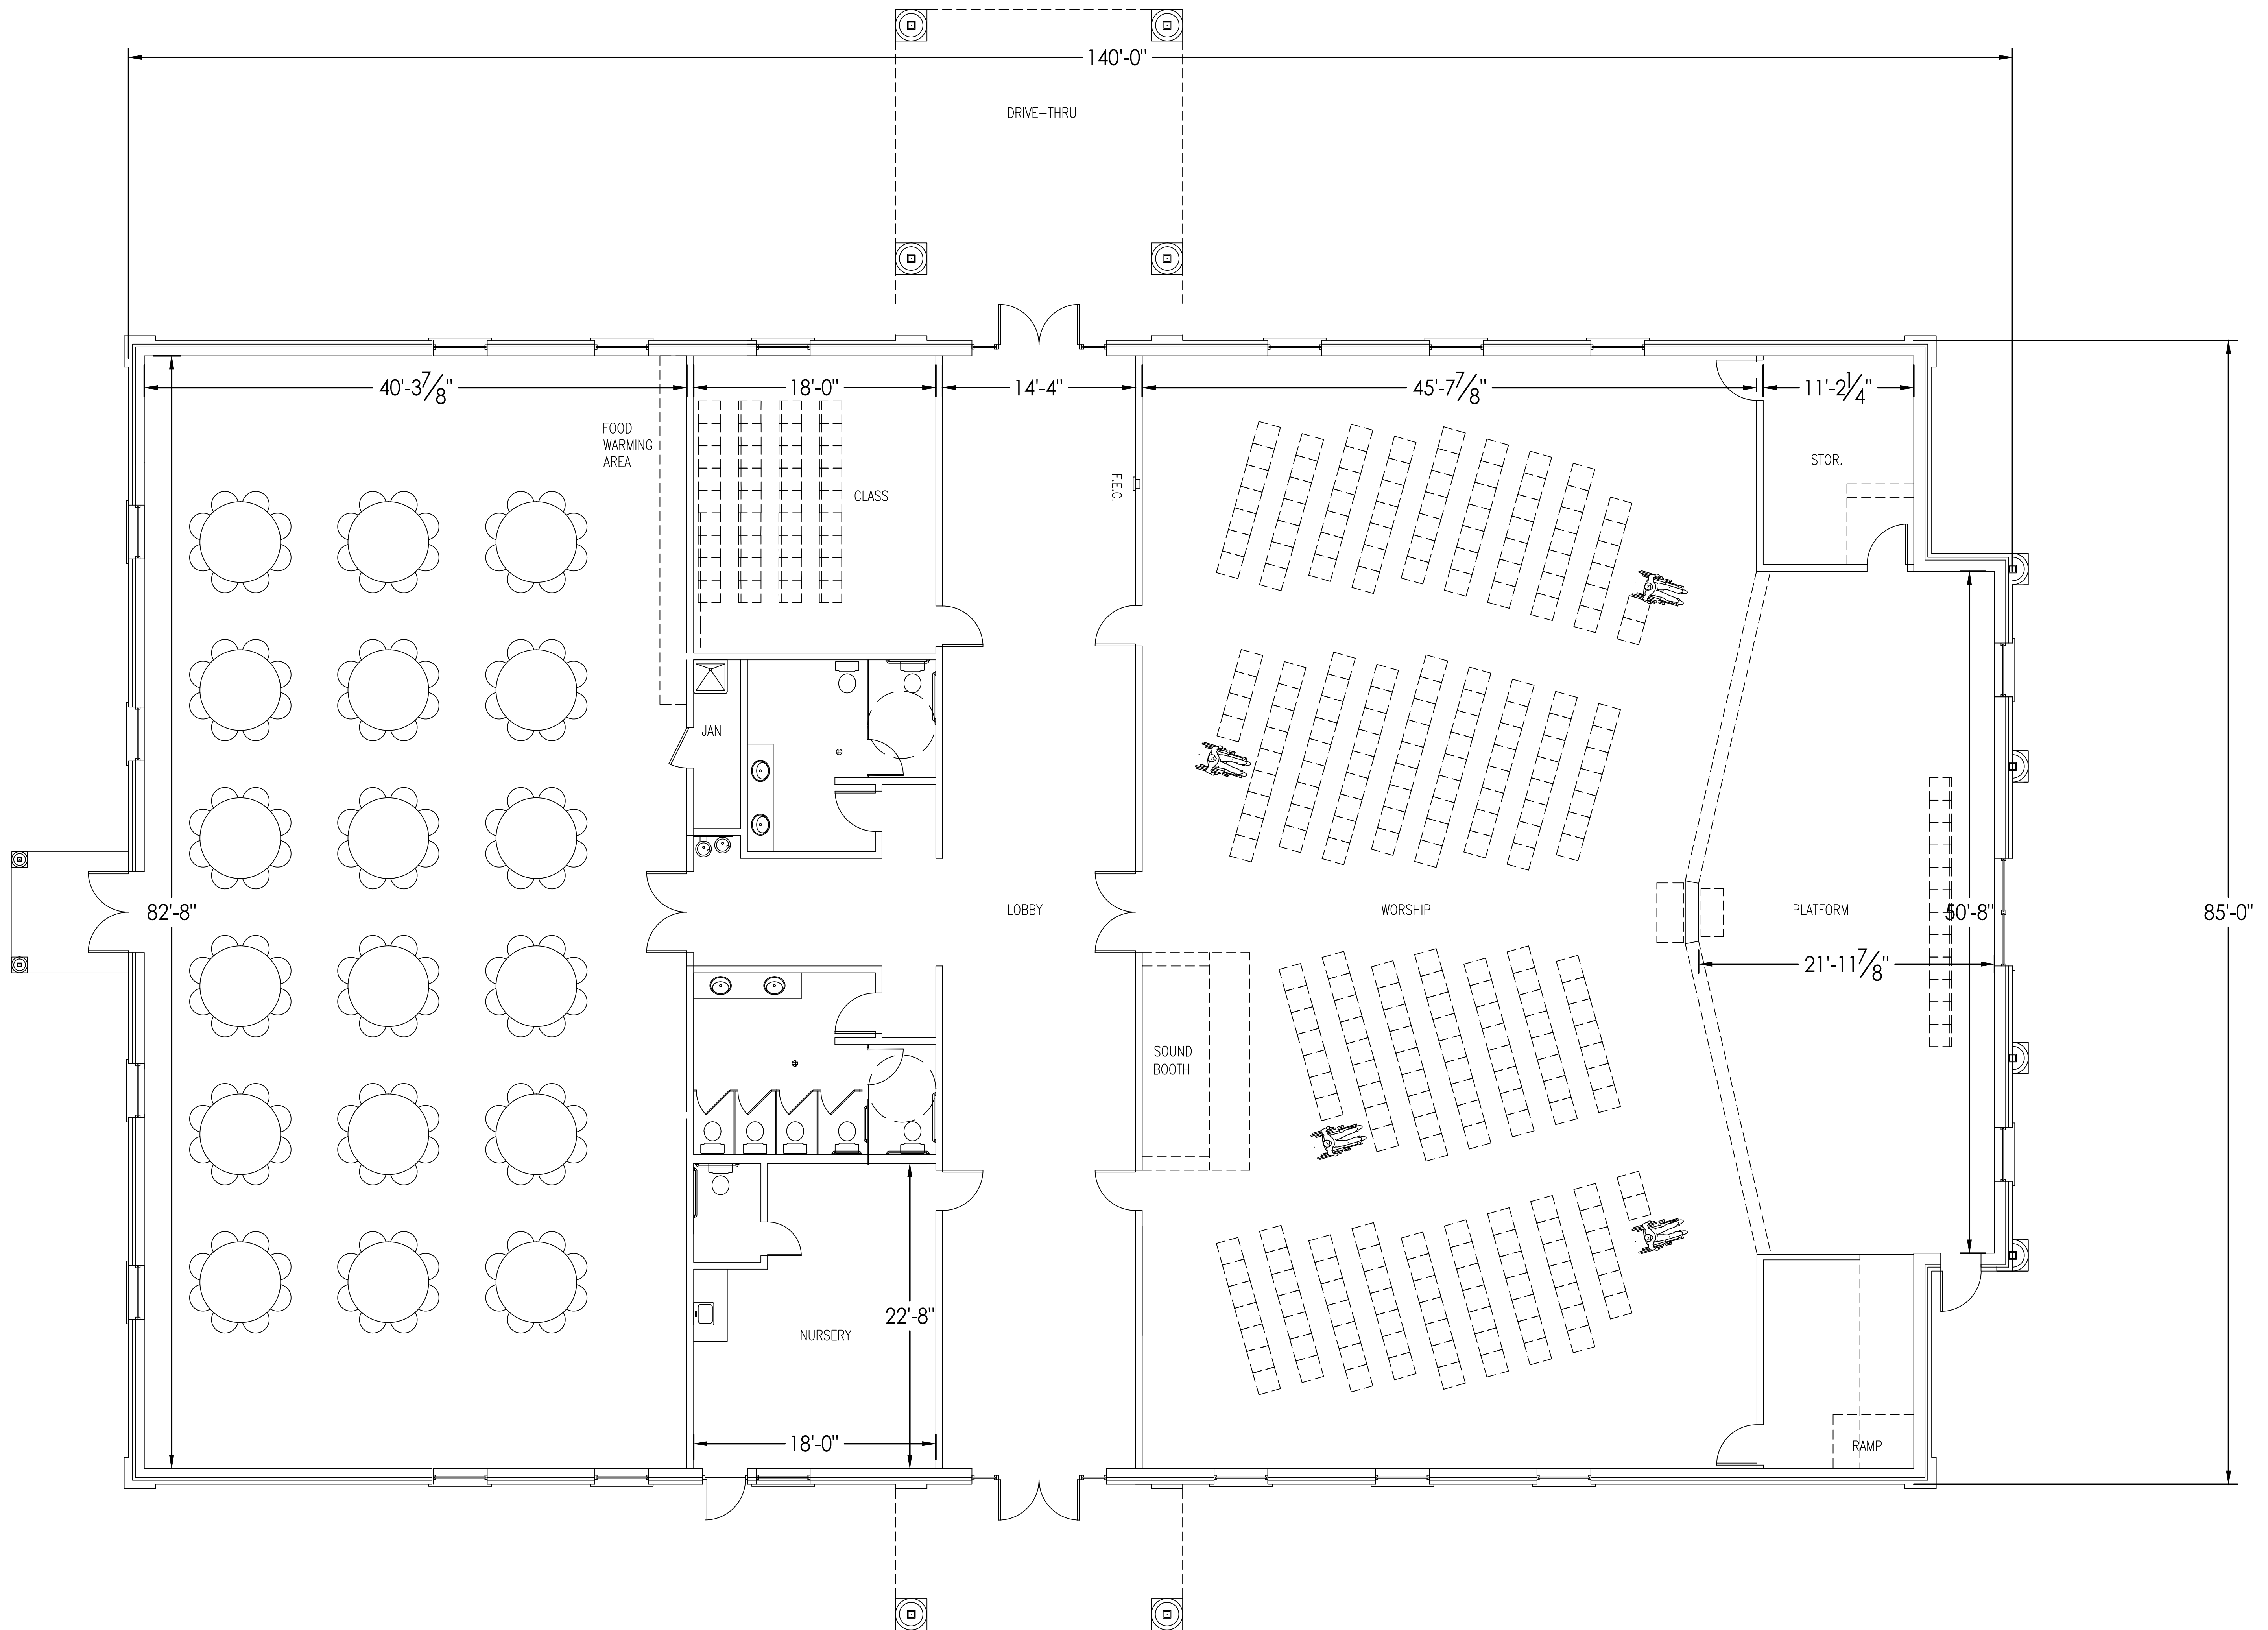 140'-0"
DRIVE-THRU
40'-3 7/8"
18'-0"
14'-4"
45'-7 7/8"
11'-2 1/4"
FOOD
WARMING
AREA
STOR.
CLASS
F.E.C.
JAN
82'-8"
LOBBY
WORSHIP
PLATFORM
50'-8"
85'-0"
21'-11 7/8"
SOUND
BOOTH
22'-8"
NURSERY
18'-0"
RAMP